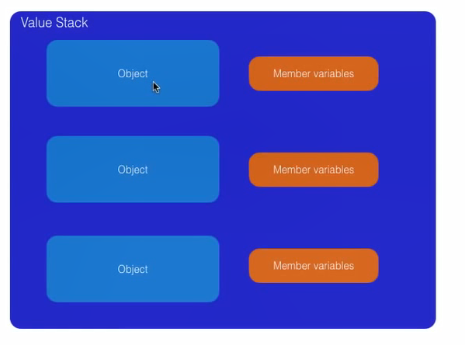 Value Stack
Object
Member variables
Object
Member variables
Object
Member variables